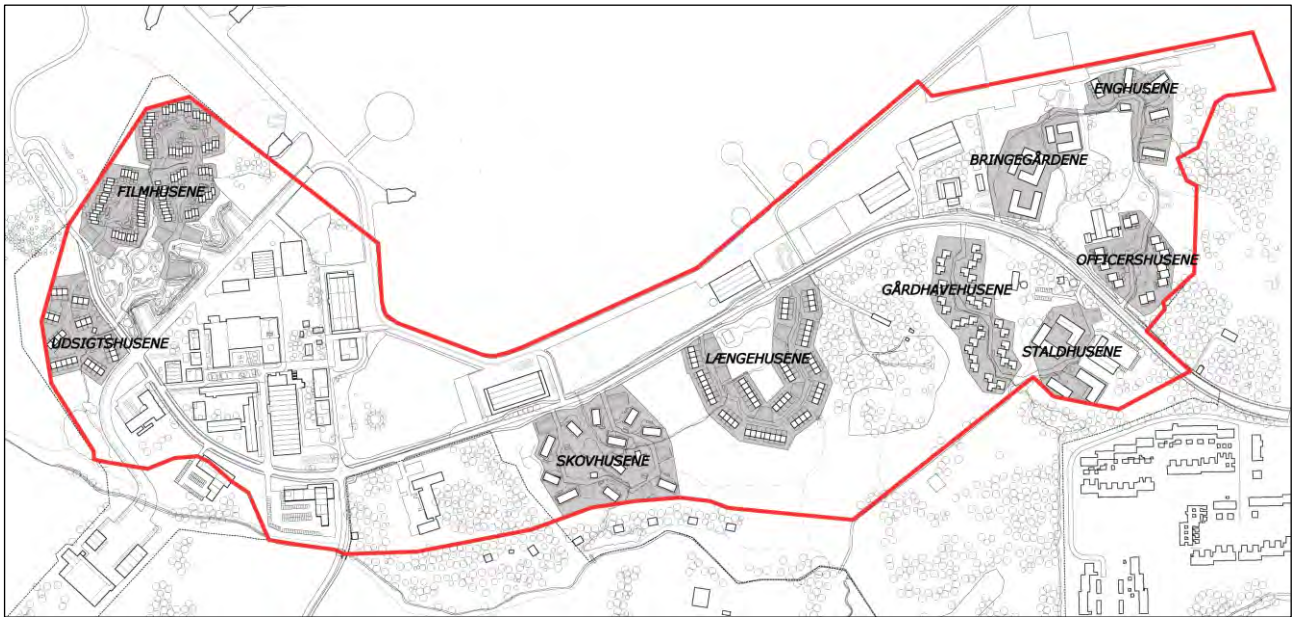 ENGHUSENE
BRINGEGÅRDENE
FILMHUSENE
OFFICERSHUSENE
GÅRDHAVEHUSENE
UDSIGTSHUSENE
STALDHUSENE
LÆNGEHUSENE
SKOVHUSENE